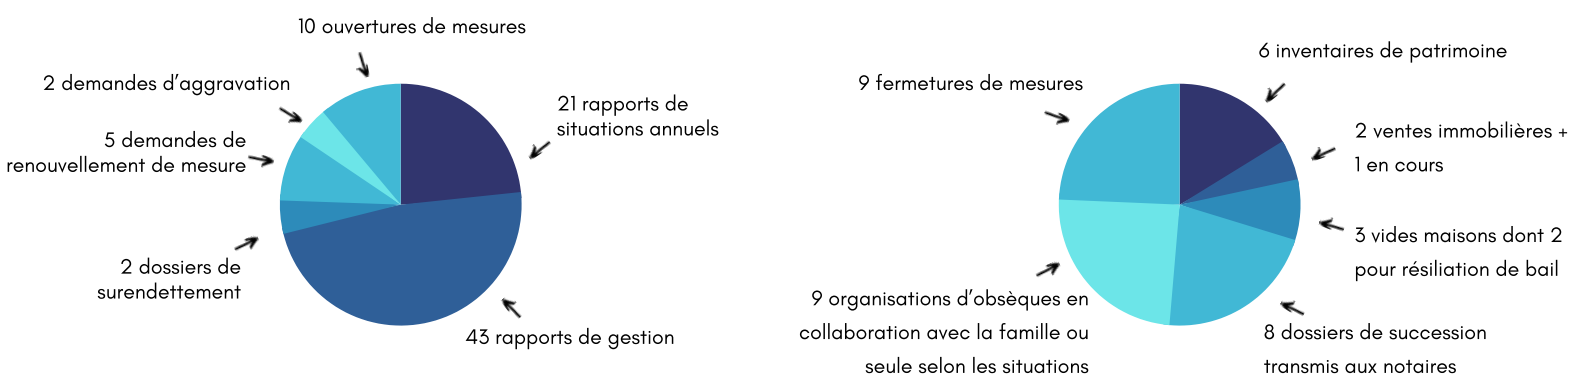 10 ouvertures de mesures
2 demandes d’aggravation
21 rapports de
situations annuels
5 demandes de
renouvellement de mesure
2 dossiers de
surendettement
43 rapports de gestion
6 inventaires de patrimoine
9 fermetures de mesures
2 ventes immobilières +
1 en cours
3 vides maisons dont 2
pour résiliation de bail
9 organisations d’obsèques en
collaboration avec la famille ou
seule selon les situations
8 dossiers de succession
transmis aux notaires